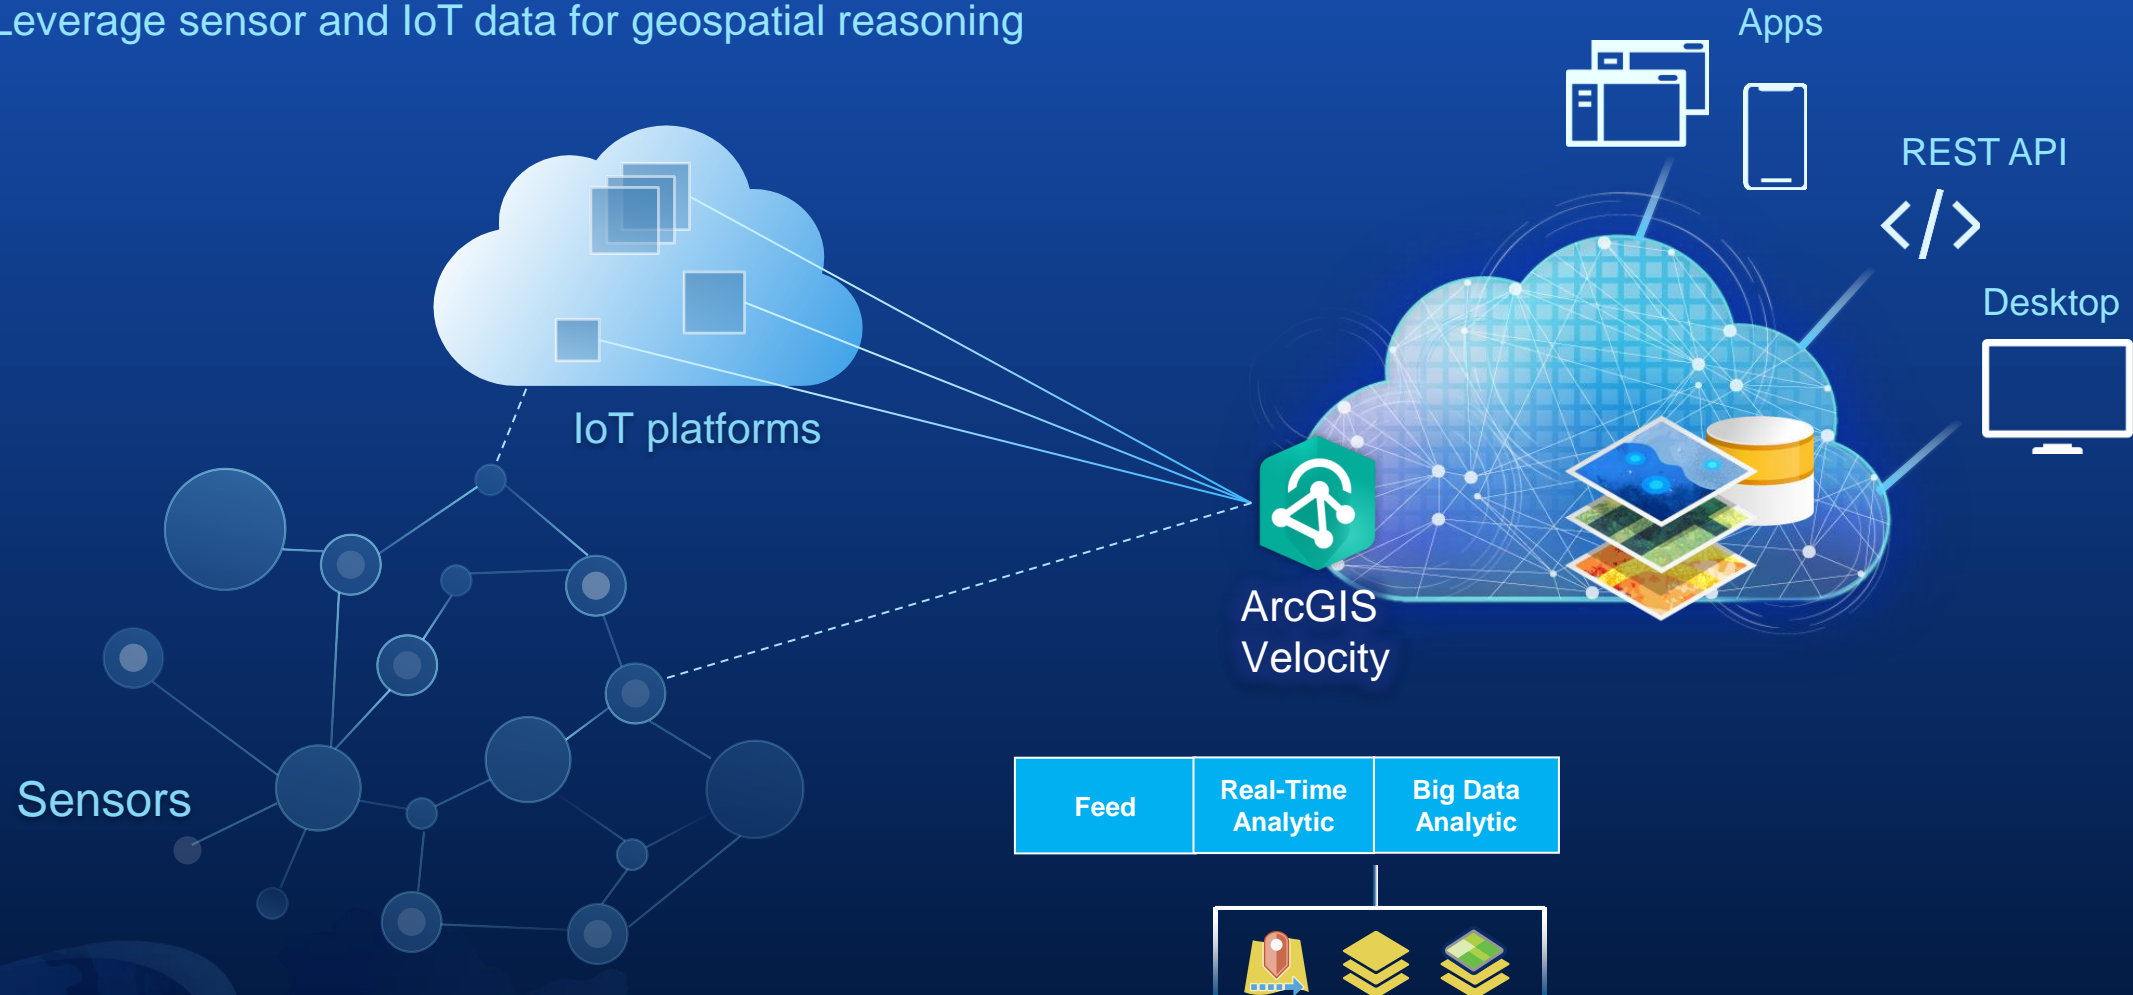 Leverage sensor and IoT data for geospatial reasoning
Apps
REST API
</>
Desktop
IoT platforms
ArcGIS
Velocity
Sensors
Feed
Real-Time
Analytic
Big Data
Analytic